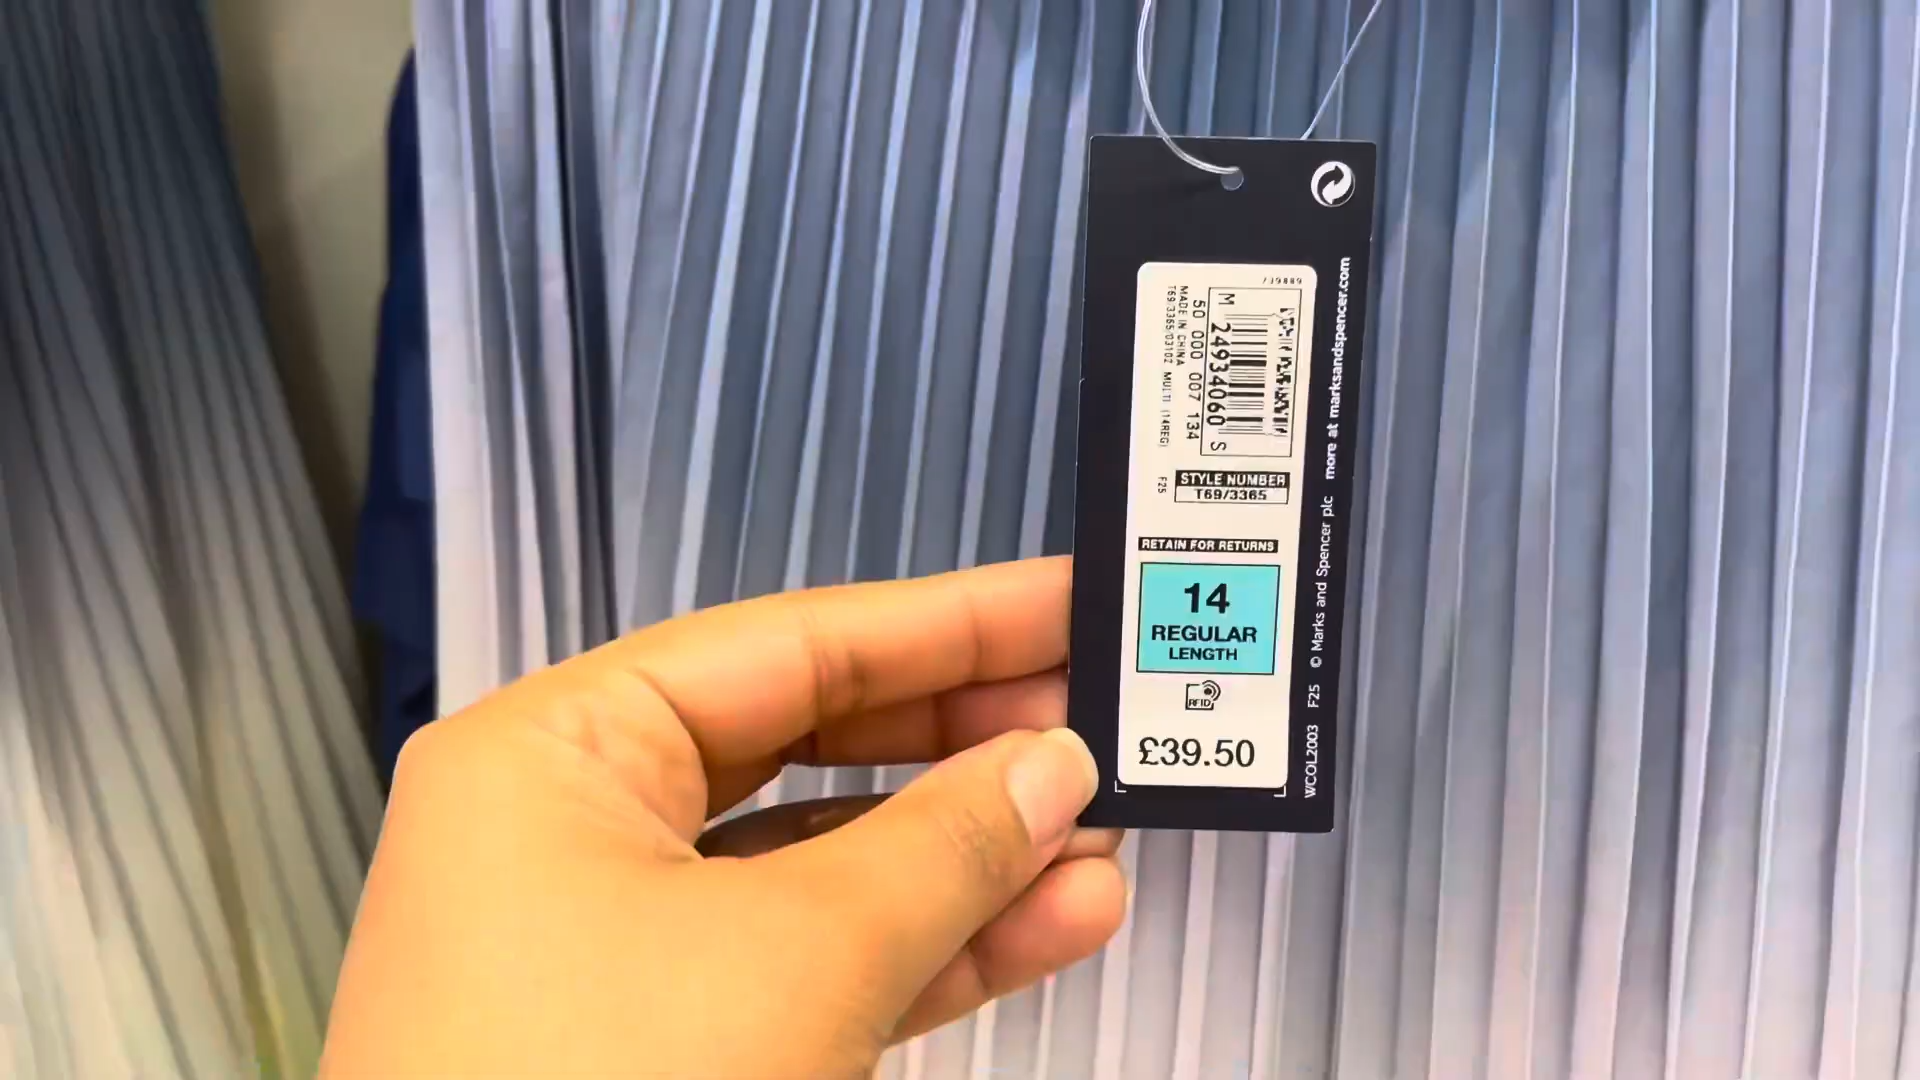 M 24934060 S
50 000 007 134
MADE IN CHINA
T69/3365/03102 MULTI (14REG)
F25
STYLE NUMBER
T69/3365
RETAIN FOR RETURNS
14
REGULAR
LENGTH
RFID
£39.50
WCOL2003 F25 © Marks and Spencer plc more at marksandspencer.com